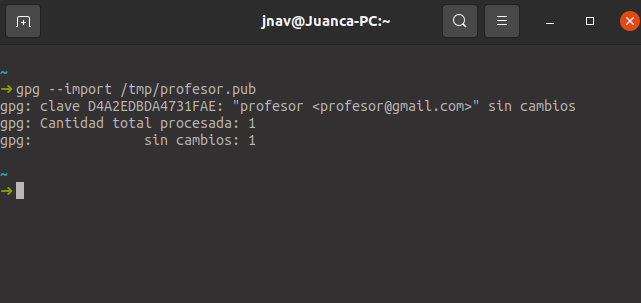 jnav@Juanca-PC:~
~
➜ gpg --import /tmp/profesor.pub
gpg: clave D4A2EDBDA4731FAE: "profesor <profesor@gmail.com>" sin cambios
gpg: Cantidad total procesada: 1
gpg:              sin cambios: 1
~
➜